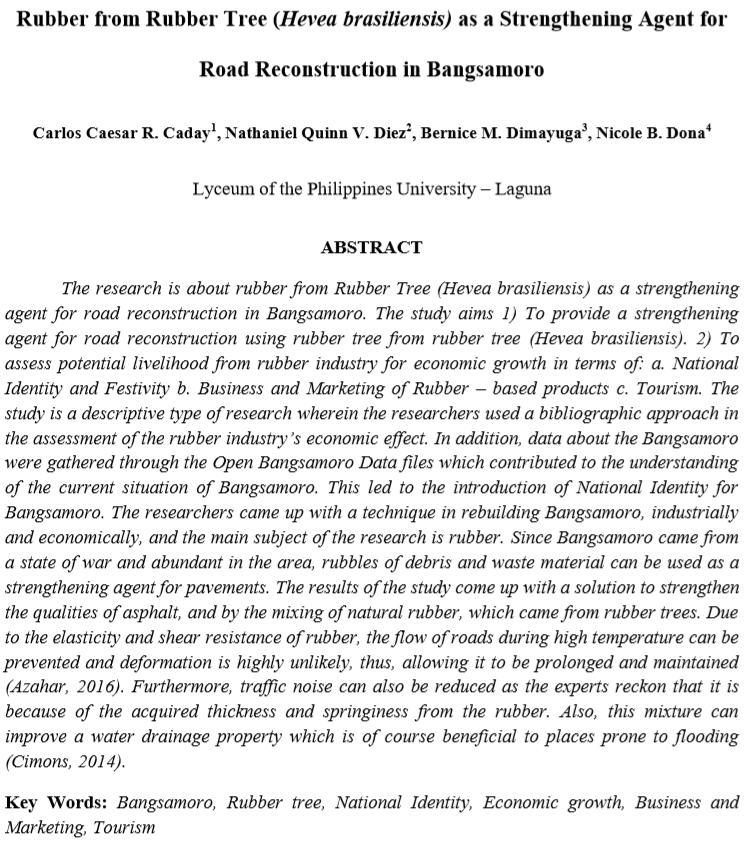 Rubber from Rubber Tree (Hevea brasiliensis) as a Strengthening Agent for
Road Reconstruction in Bangsamoro
Carlos Caesar R. Caday¹, Nathaniel Quinn V. Diez², Bernice M. Dimayuga³, Nicole B. Dona⁴
Lyceum of the Philippines University – Laguna
ABSTRACT
The research is about rubber from Rubber Tree (Hevea brasiliensis) as a strengthening
agent for road reconstruction in Bangsamoro. The study aims 1) To provide a strengthening
agent for road reconstruction using rubber tree from rubber tree (Hevea brasiliensis). 2) To
assess potential livelihood from rubber industry for economic growth in terms of: a. National
Identity and Festivity b. Business and Marketing of Rubber – based products c. Tourism. The
study is a descriptive type of research wherein the researchers used a bibliographic approach in
the assessment of the rubber industry's economic effect. In addition, data about the Bangsamoro
were gathered through the Open Bangsamoro Data files which contributed to the understanding
of the current situation of Bangsamoro. This led to the introduction of National Identity for
Bangsamoro. The researchers came up with a technique in rebuilding Bangsamoro, industrially
and economically, and the main subject of the research is rubber. Since Bangsamoro came from
a state of war and abundant in the area, rubbles of debris and waste material can be used as a
strengthening agent for pavements. The results of the study come up with a solution to strengthen
the qualities of asphalt, and by the mixing of natural rubber, which came from rubber trees. Due
to the elasticity and shear resistance of rubber, the flow of roads during high temperature can be
prevented and deformation is highly unlikely, thus, allowing it to be prolonged and maintained
(Azahar, 2016). Furthermore, traffic noise can also be reduced as the experts reckon that it is
because of the acquired thickness and springiness from the rubber. Also, this mixture can
improve a water drainage property which is of course beneficial to places prone to flooding
(Cimons, 2014).
Key Words: Bangsamoro, Rubber tree, National Identity, Economic growth, Business and
Marketing, Tourism